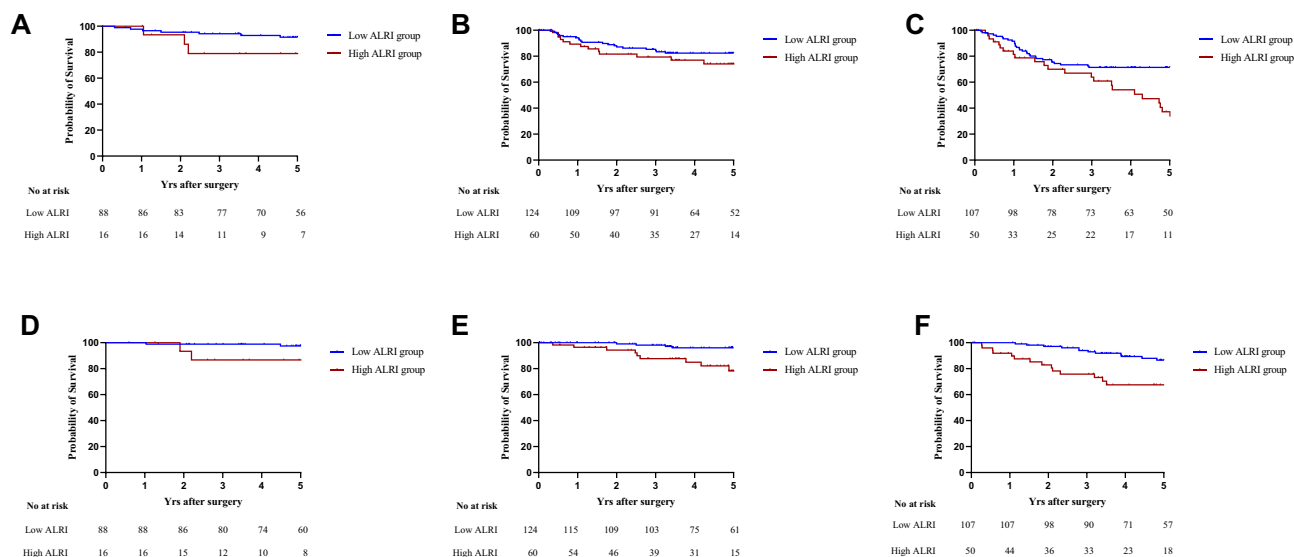 A
Probability of Survival
100
80
60
40
20
0
0 1 2 3 4 5
Yrs after surgery
Low ALRI group
High ALRI group
No at risk
Low ALRI 88 86 83 77 70 56
High ALRI 16 16 14 11 9 7
B
Probability of Survival
100
80
60
40
20
0
0 1 2 3 4 5
Yrs after surgery
Low ALRI group
High ALRI group
No at risk
Low ALRI 124 109 97 91 64 52
High ALRI 60 50 40 35 27 14
C
Probability of Survival
100
80
60
40
20
0
0 1 2 3 4 5
Yrs after surgery
Low ALRI group
High ALRI group
No at risk
Low ALRI 107 98 78 73 63 50
High ALRI 50 33 25 22 17 11
D
Probability of Survival
100
80
60
40
20
0
0 1 2 3 4 5
Yrs after surgery
Low ALRI group
High ALRI group
No at risk
Low ALRI 88 88 86 80 74 60
High ALRI 16 16 15 12 10 8
E
Probability of Survival
100
80
60
40
20
0
0 1 2 3 4 5
Yrs after surgery
Low ALRI group
High ALRI group
No at risk
Low ALRI 124 115 109 103 75 61
High ALRI 60 54 46 39 31 15
F
Probability of Survival
100
80
60
40
20
0
0 1 2 3 4 5
Yrs after surgery
Low ALRI group
High ALRI group
No at risk
Low ALRI 107 107 98 90 71 57
High ALRI 50 44 36 33 23 18